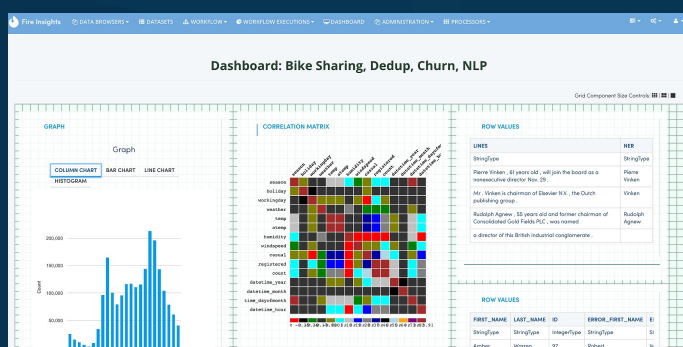 Fire Insights DATA BROWSERS DATASETS WORKFLOW WORKFLOW EXECUTIONS DASHBOARD ADMINISTRATION PROCESSORS
Dashboard: Bike Sharing, Dedup, Churn, NLP
Grid Component Size Controls:
GRAPH
Graph
COLUMN CHART BAR CHART LINE CHART
HISTOGRAM
200,000
150,000
100,000
50,000
Count
CORRELATION MATRIX
season
holiday
workingday
weather
temp
atemp
humidity
windspeed
casual
registered
count
datetime_year
datetime_month
time_dayofmonth
datetime_hour
ROW VALUES
LINES NER
StringType StringType
Pierre Vinken , 61 years old , will join the board as a
nonexecutive director Nov. 29 .
Pierre
Vinken
Mr . Vinken is chairman of Elsevier N.V. , the Dutch
publishing group .
Vinken
Rudolph Agnew , 55 years old and former chairman of
Consolidated Gold Fields PLC , was named
Rudolph
Agnew
a director of this British industrial conglomerate .
ROW VALUES
FIRST_NAME LAST_NAME ID ERROR_FIRST_NAME
StringType StringType IntegerType StringType
Amber Warren 97 Robert